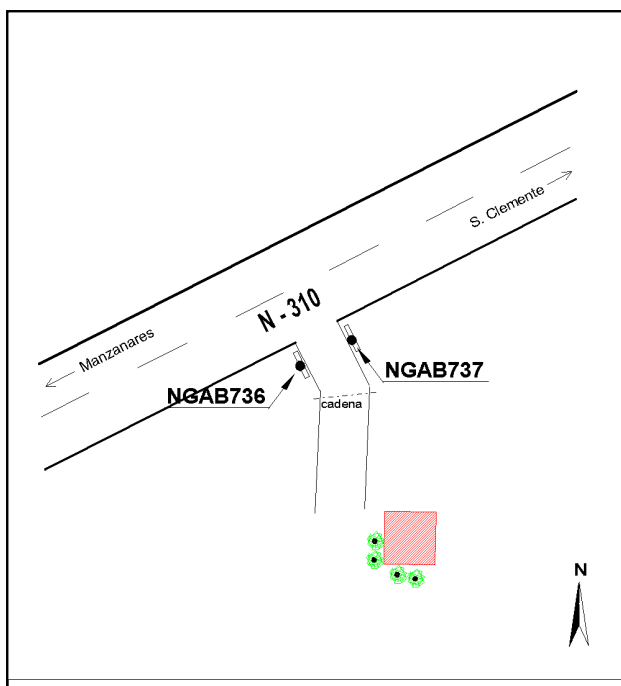 S. Clemente
N - 310
Manzanares
NGAB737
NGAB736
cadena
N